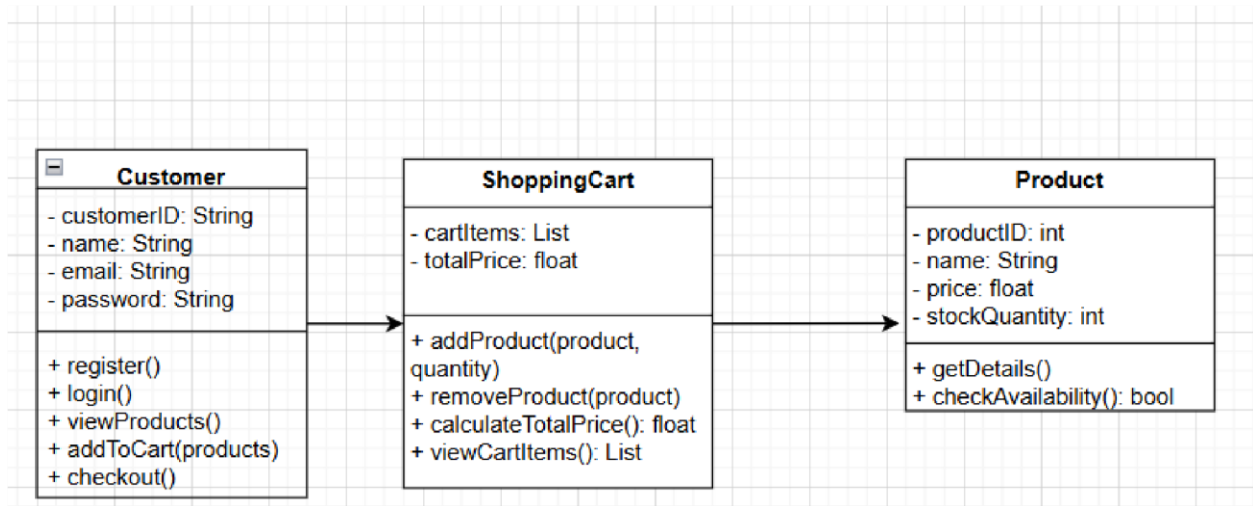 Customer
- customerID: String
- name: String
- email: String
- password: String
+ register()
+ login()
+ viewProducts()
+ addToCart(products)
+ checkout()
ShoppingCart
- cartItems: List
- totalPrice: float
+ addProduct(product,
quantity)
+ removeProduct(product)
+ calculateTotalPrice(): float
+ viewCartItems(): List
Product
- productID: int
- name: String
- price: float
- stockQuantity: int
+ getDetails()
+ checkAvailability(): bool